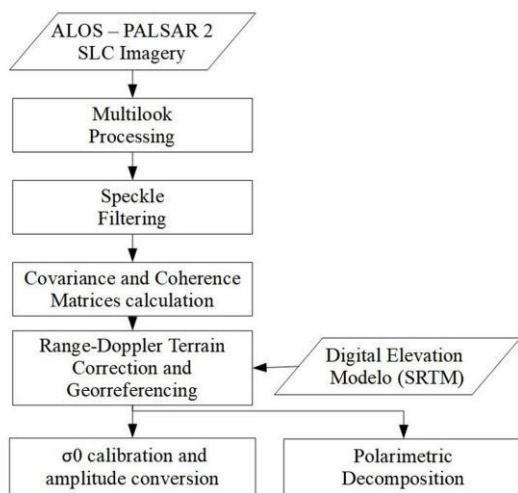 ALOS – PALSAR 2
SLC Imagery
Multilook
Processing
Speckle
Filtering
Covariance and Coherence
Matrices calculation
Range-Doppler Terrain
Correction and
Georreferencing
Digital Elevation
Modelo (SRTM)
σ0 calibration and
amplitude conversion
Polarimetric
Decomposition